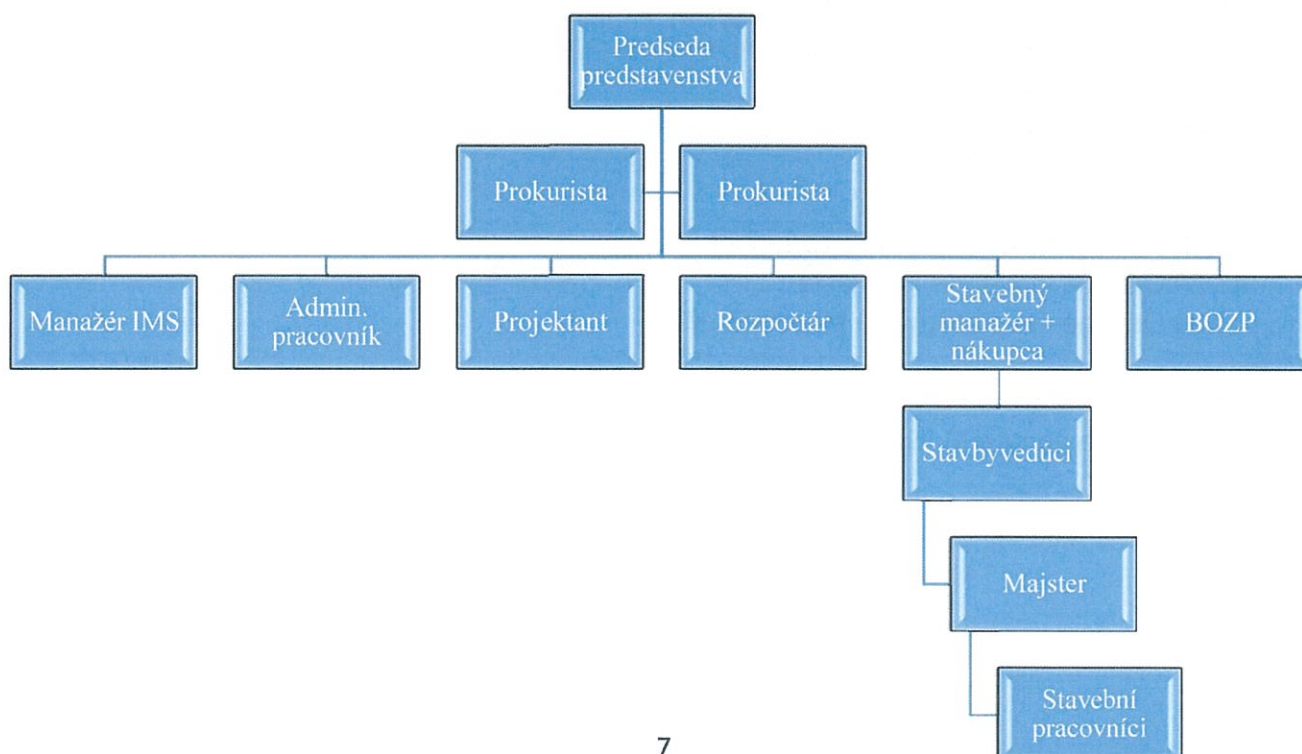 Predseda
predstavenstva
Prokurista
Prokurista
Manažér IMS
Admin.
pracovník
Projektant
Rozpočtár
Stavebný
manažér +
nákupca
BOZP
Stavbyvedúci
Majster
Stavební
pracovníci
7